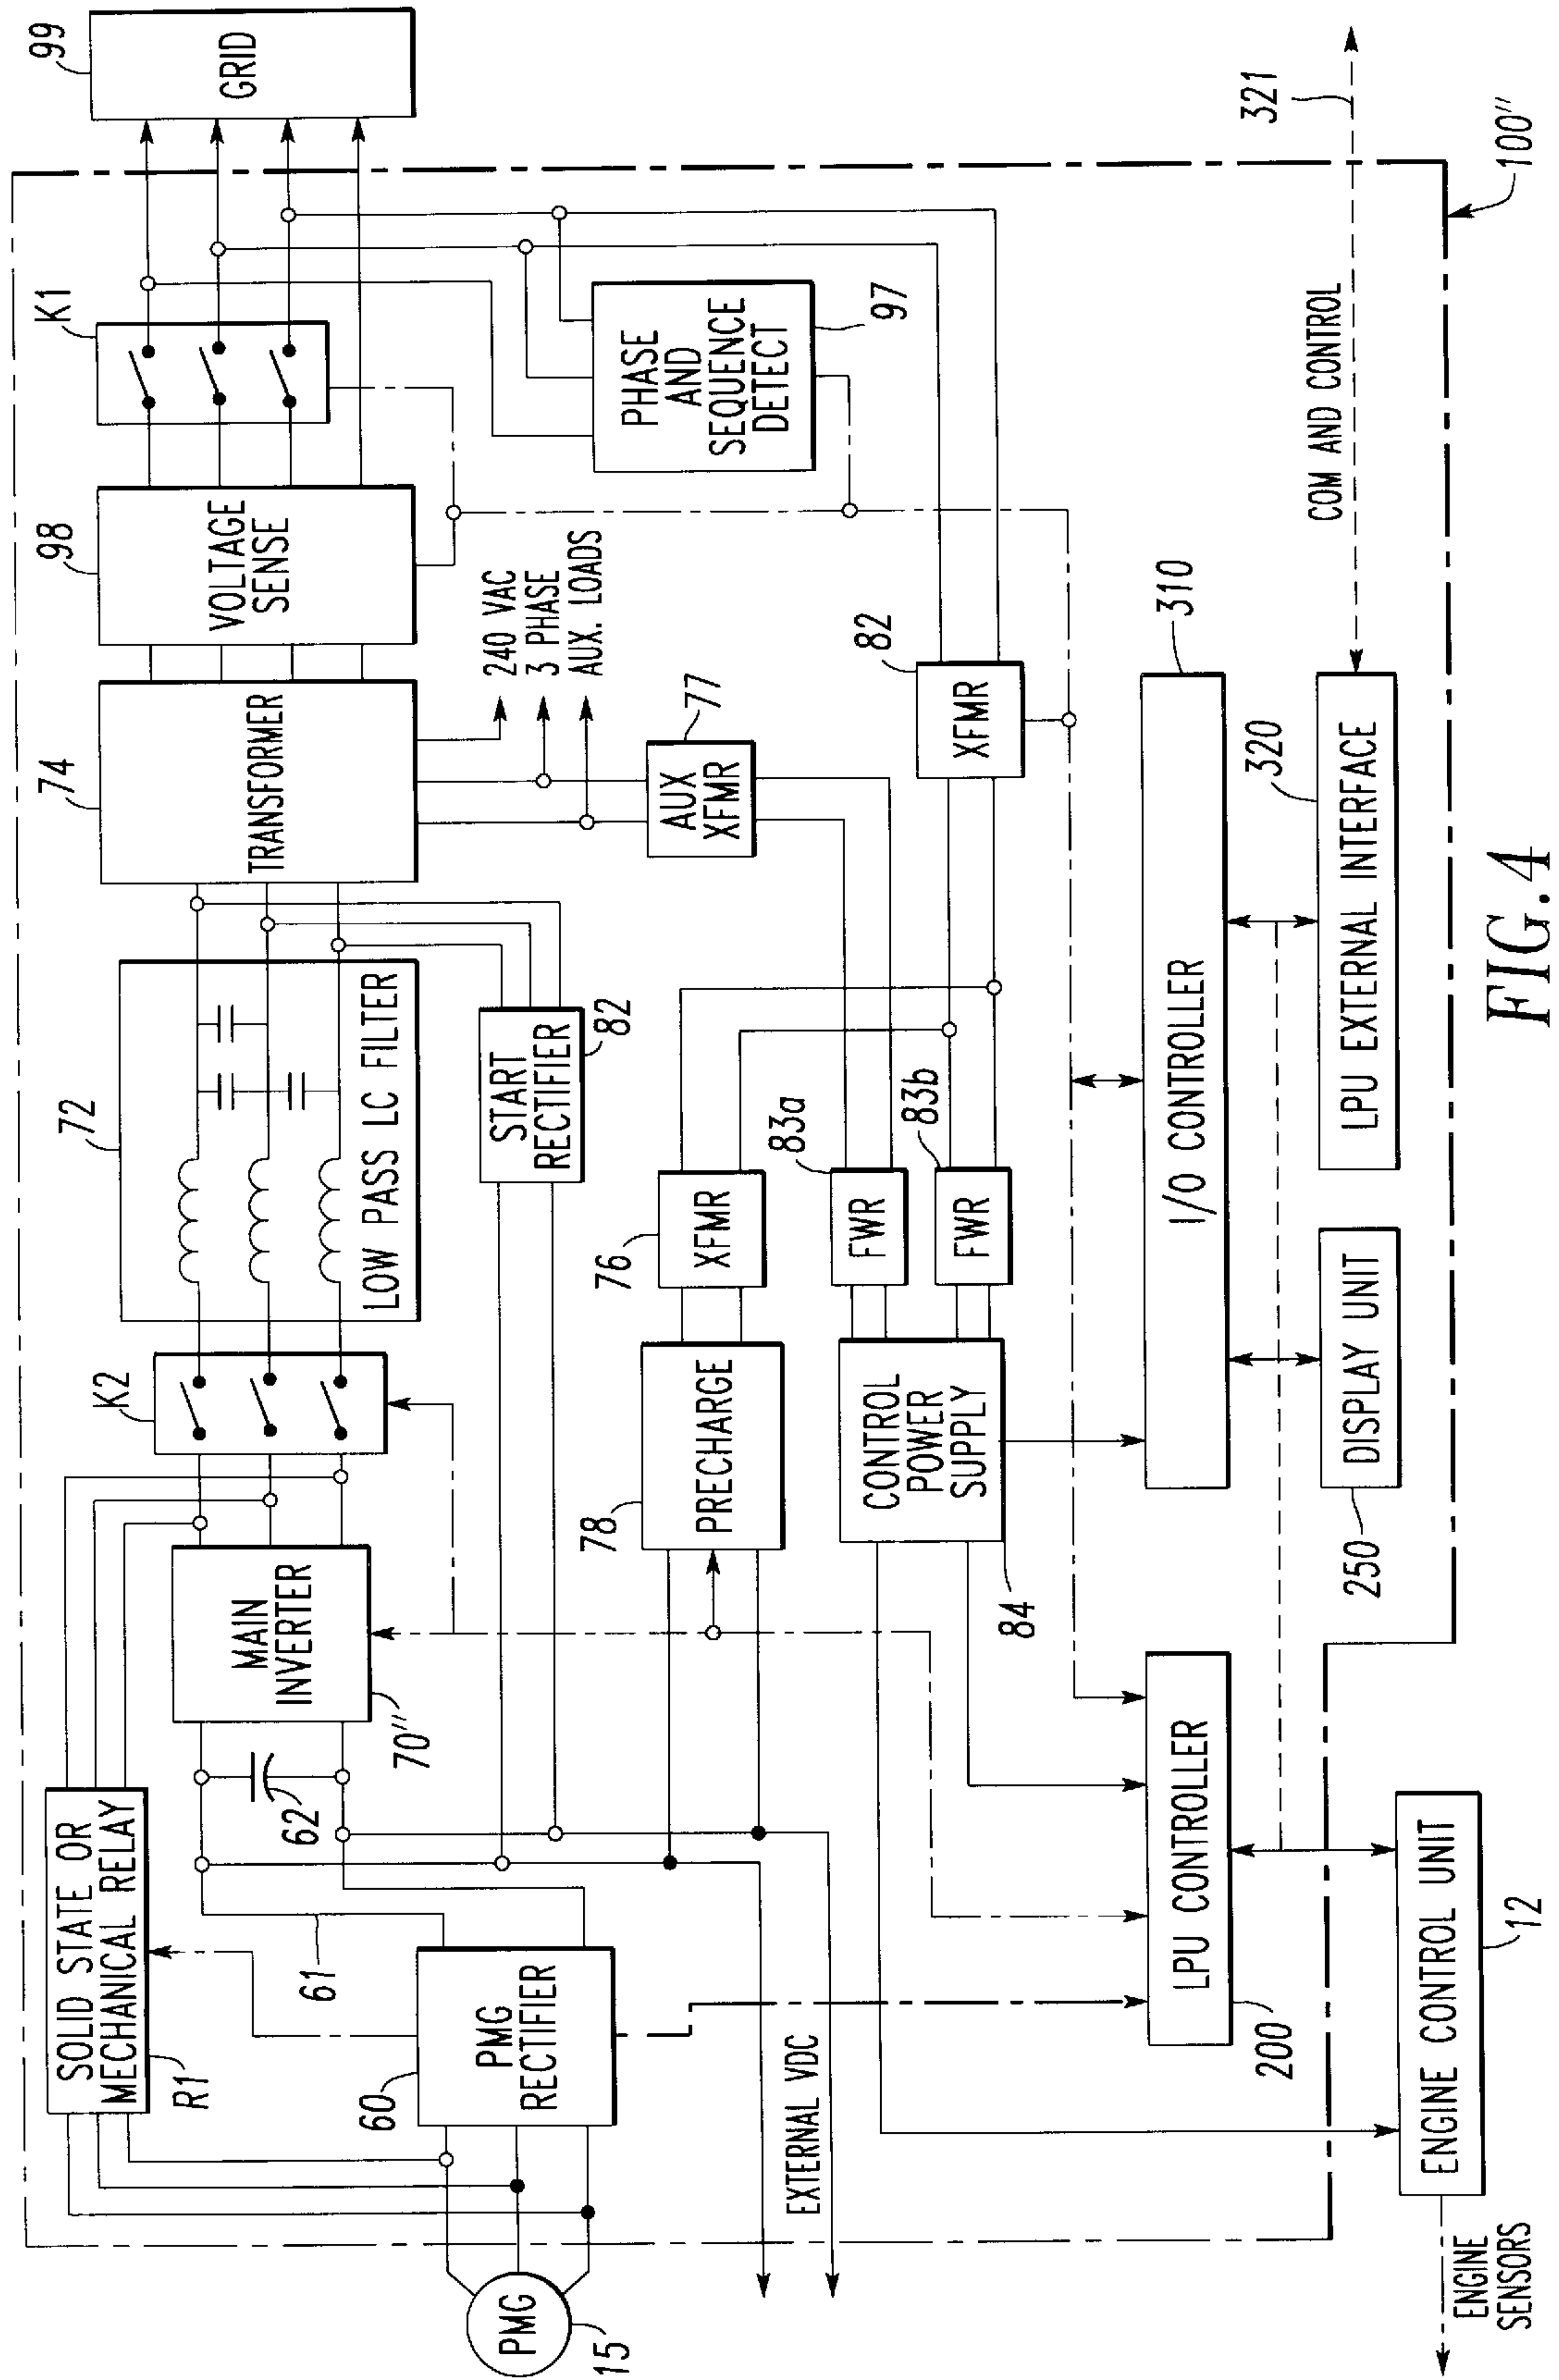 SOLID STATE OR
MECHANICAL RELAY
R1
K2
72
LOW PASS LC FILTER
74
TRANSFORMER
98
VOLTAGE
SENSE
K1
99
GRID
MAIN
INVERTER
70"
62
61
60
PMG
RECTIFIER
PMG
15
START
RECTIFIER
82
240 VAC
3 PHASE
AUX. LOADS
PHASE
AND
SEQUENCE
DETECT
97
78
PRECHARGE
76
XFMR
77
AUX
XFMR
EXTERNAL VDC
83a
FWR
83b
FWR
82
XFMR
CONTROL
POWER
SUPPLY
84
LPU CONTROLLER
200
I/O CONTROLLER
310
COM AND CONTROL
321
ENGINE CONTROL UNIT
12
ENGINE
SENSORS
DISPLAY UNIT
250
LPU EXTERNAL INTERFACE
320
100"
FIG.4